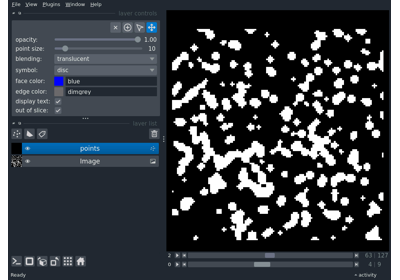 File View Plugins Window Help
layer controls
opacity: 1.00
point size: 10
blending: translucent
symbol: disc
face color: blue
edge color: dimgrey
display text:
out of slice:
layer list
points
Image
2 63 127
0 4 9
Ready activity